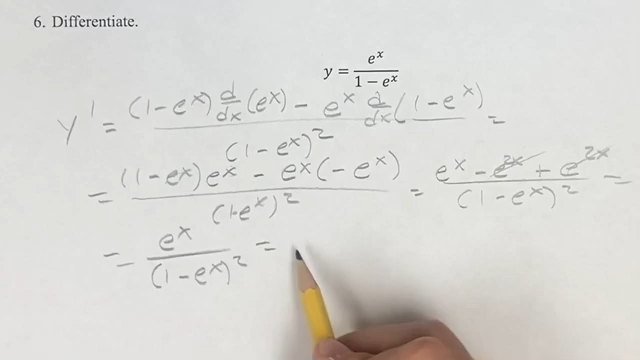 6. Differentiate.
y = e^x / (1 − e^x)
y' = ((1−e^x) d/dx (e^x) − e^x d/dx (1−e^x)) / (1−e^x)^2 =
= ((1−e^x)e^x − e^x(−e^x)) / (1-e^x)^2 = (e^x − e^2x + e^2x) / (1−e^x)^2 =
= e^x / (1−e^x)^2 =